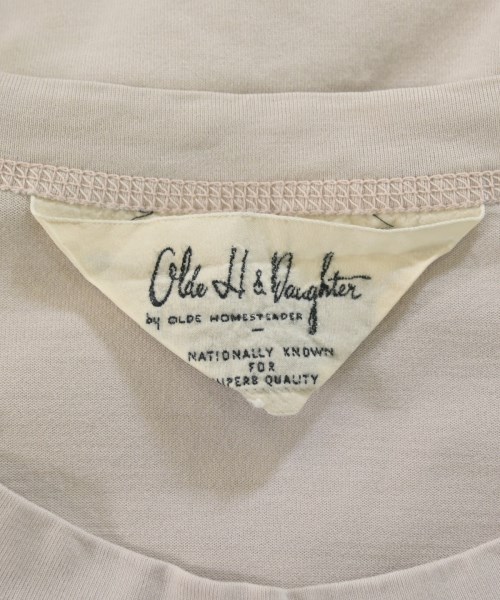 Olde H & Daughter
by OLDE HOMESTEADER
NATIONALLY KNOWN
FOR
SUPERB QUALITY